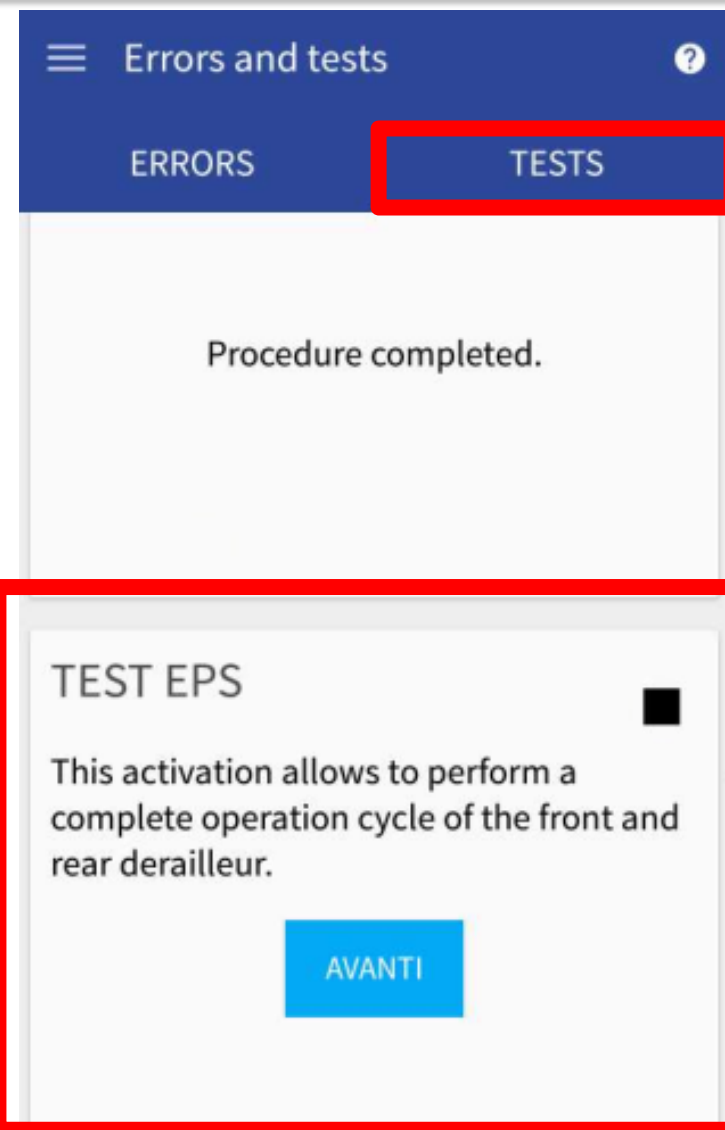 Errors and tests
?
ERRORS
TESTS
Procedure completed.
TEST EPS
This activation allows to perform a
complete operation cycle of the front and
rear derailleur.
AVANTI